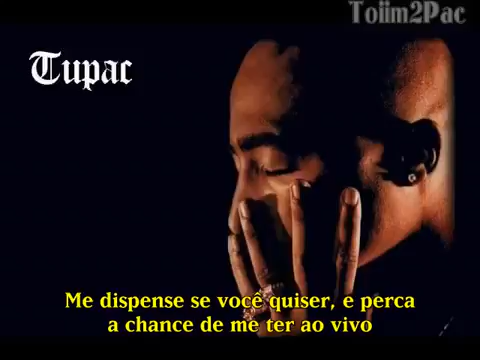 Toiim2Pac
Tupac
Me dispense se você quiser, e perca
a chance de me ter ao vivo